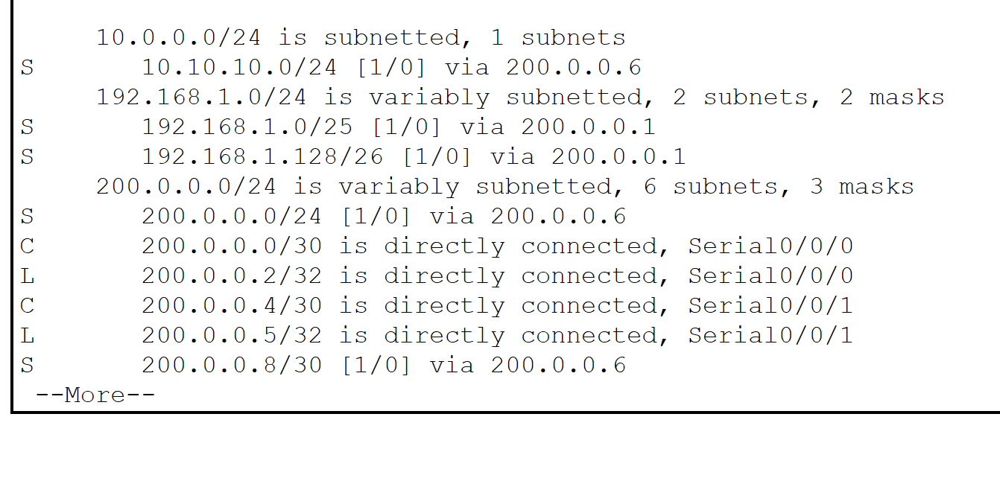 10.0.0.0/24 is subnetted, 1 subnets
S 10.10.10.0/24 [1/0] via 200.0.0.6
192.168.1.0/24 is variably subnetted, 2 subnets, 2 masks
S 192.168.1.0/25 [1/0] via 200.0.0.1
S 192.168.1.128/26 [1/0] via 200.0.0.1
200.0.0.0/24 is variably subnetted, 6 subnets, 3 masks
S 200.0.0.0/24 [1/0] via 200.0.0.6
C 200.0.0.0/30 is directly connected, Serial0/0/0
L 200.0.0.2/32 is directly connected, Serial0/0/0
C 200.0.0.4/30 is directly connected, Serial0/0/1
L 200.0.0.5/32 is directly connected, Serial0/0/1
S 200.0.0.8/30 [1/0] via 200.0.0.6
--More--